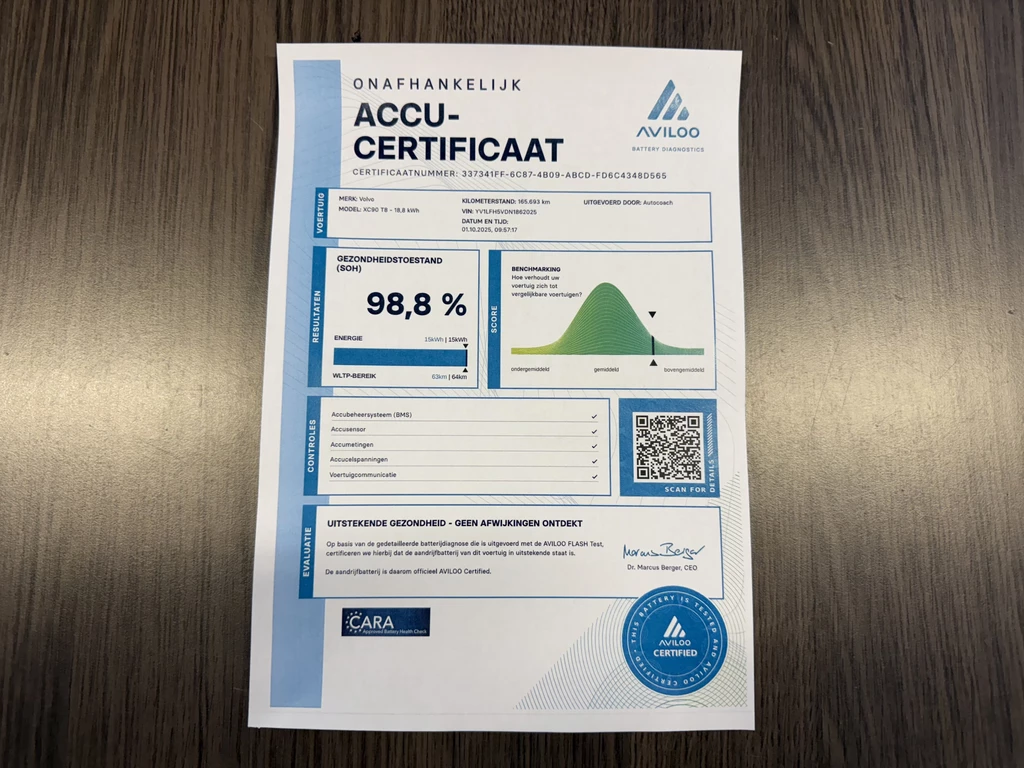 ONAFHANKELIJK
ACCU-
CERTIFICAAT
CERTIFICAATNUMMER: 337341FF-6C87-4B09-ABCD-FD6C4348D565
AVILOO
BATTERY DIAGNOSTICS
VOERTUIG
MERK: Volvo
MODEL: XC90 T8 - 18,8 kWh
KILOMETERSTAND: 165.693 km
VIN: YV1LFH5VDN1862025
DATUM EN TIJD:
01.10.2025, 09:57:17
UITGEVOERD DOOR: Autocoach
RESULTATEN
GEZONDHEIDSTOESTAND
(SOH)
98,8 %
ENERGIE
15kWh | 15kWh
WLTP-BEREIK
63km | 64km
SCORE
BENCHMARKING
Hoe verhoudt uw
voertuig zich tot
vergelijkbare voertuigen?
ondergemiddeld
gemiddeld
bovengemiddeld
CONTROLES
Accubeheersysteem (BMS)
Accusensor
Accumetingen
Accucelspanningen
Voertuigcommunicatie
SCAN FOR DETAILS
EVALUATIE
UITSTEKENDE GEZONDHEID - GEEN AFWIJKINGEN ONTDEKT
Op basis van de gedetailleerde batterijdiagnose die is uitgevoerd met de AVILOO FLASH Test,
certificeren we hierbij dat de aandrijfbatterij van dit voertuig in uitstekende staat is.
De aandrijfbatterij is daarom officieel AVILOO Certified.
Marcus Berger
Dr. Marcus Berger, CEO
CARA
Approved Battery Health Check
THIS BATTERY IS TESTED AND AVILOO CERTIFIED
AVILOO
CERTIFIED